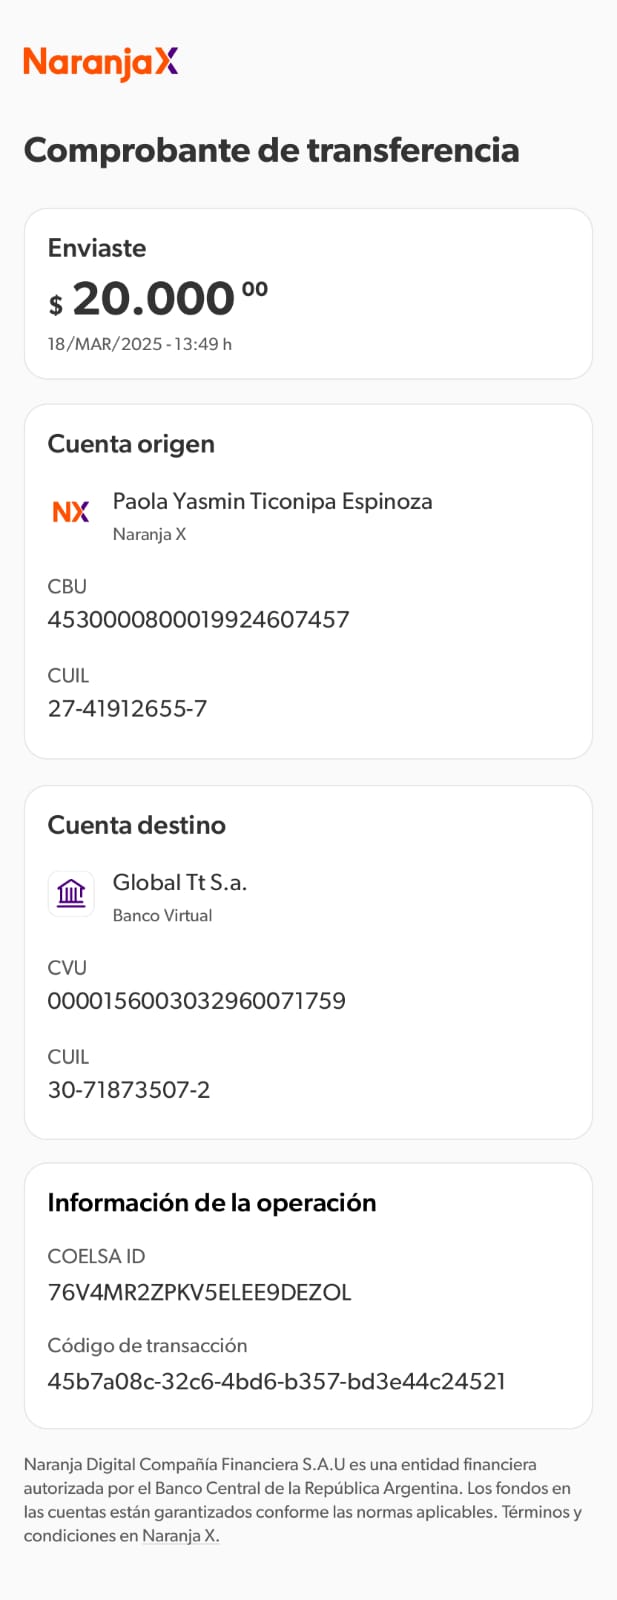 NaranjaX
Comprobante de transferencia
Enviaste
$ 20.000 00
18/MAR/2025 - 13:49 h
Cuenta origen
NX
Paola Yasmin Ticonipa Espinoza
Naranja X
CBU
4530000800019924607457
CUIL
27-41912655-7
Cuenta destino
Global Tt S.a.
Banco Virtual
CVU
0000156003032960071759
CUIL
30-71873507-2
Información de la operación
COELSA ID
76V4MR2ZPKV5ELEE9DEZOL
Código de transacción
45b7a08c-32c6-4bd6-b357-bd3e44c24521
Naranja Digital Compañía Financiera S.A.U es una entidad financiera
autorizada por el Banco Central de la República Argentina. Los fondos en
las cuentas están garantizados conforme las normas aplicables. Términos y
condiciones en Naranja X.